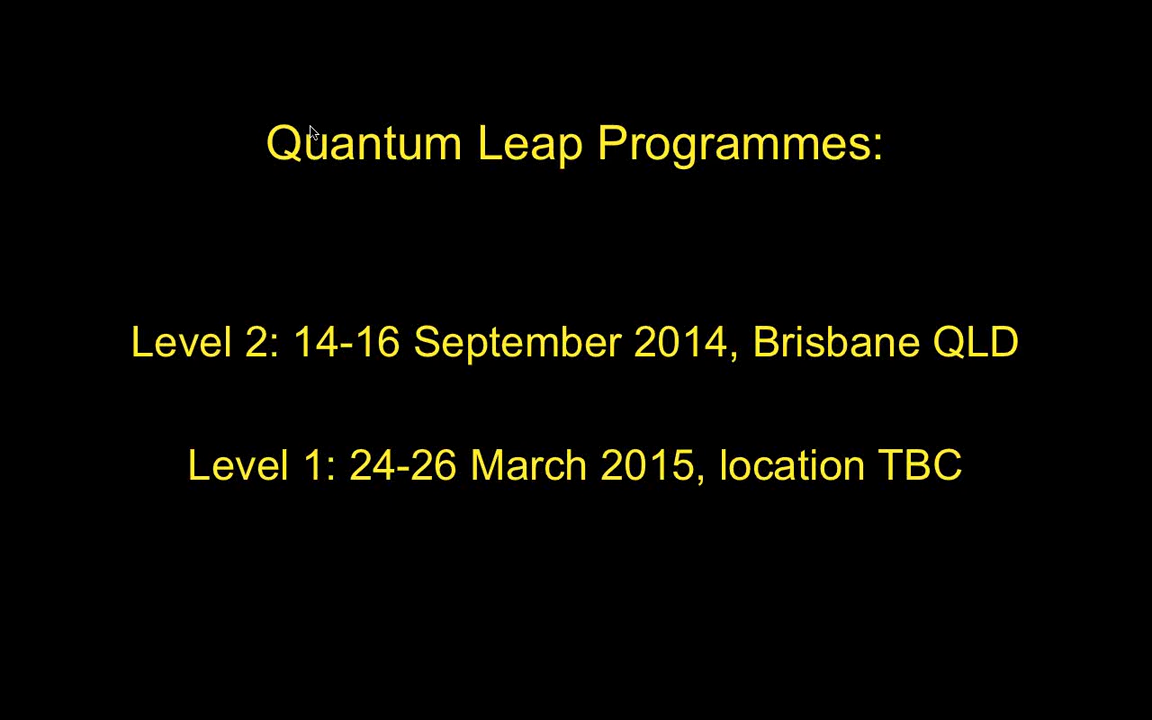 Quantum Leap Programmes:
Level 2: 14-16 September 2014, Brisbane QLD
Level 1: 24-26 March 2015, location TBC